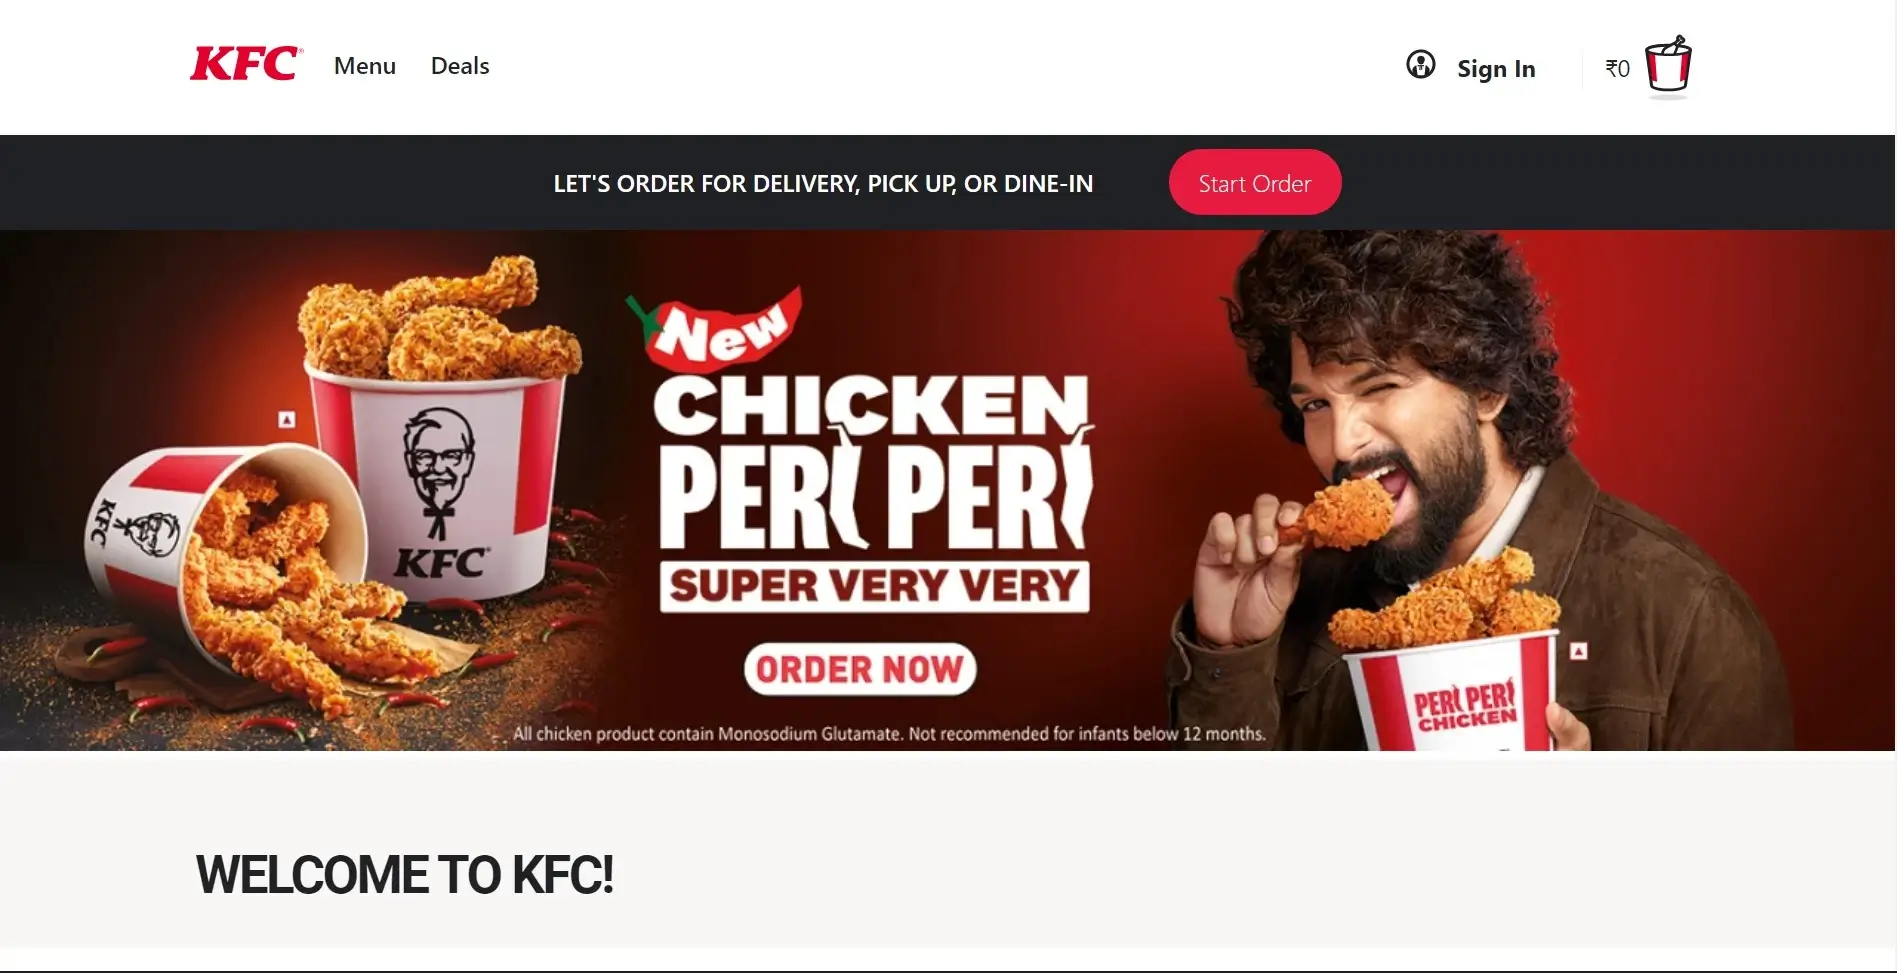 KFC
Menu
Deals
Sign In
₹0
LET'S ORDER FOR DELIVERY, PICK UP, OR DINE-IN
Start Order
New
CHICKEN
PERI PERI
SUPER VERY VERY
ORDER NOW
KFC
KFC
PERI PERI
CHICKEN
All chicken product contain Monosodium Glutamate. Not recommended for infants below 12 months.
WELCOME TO KFC!